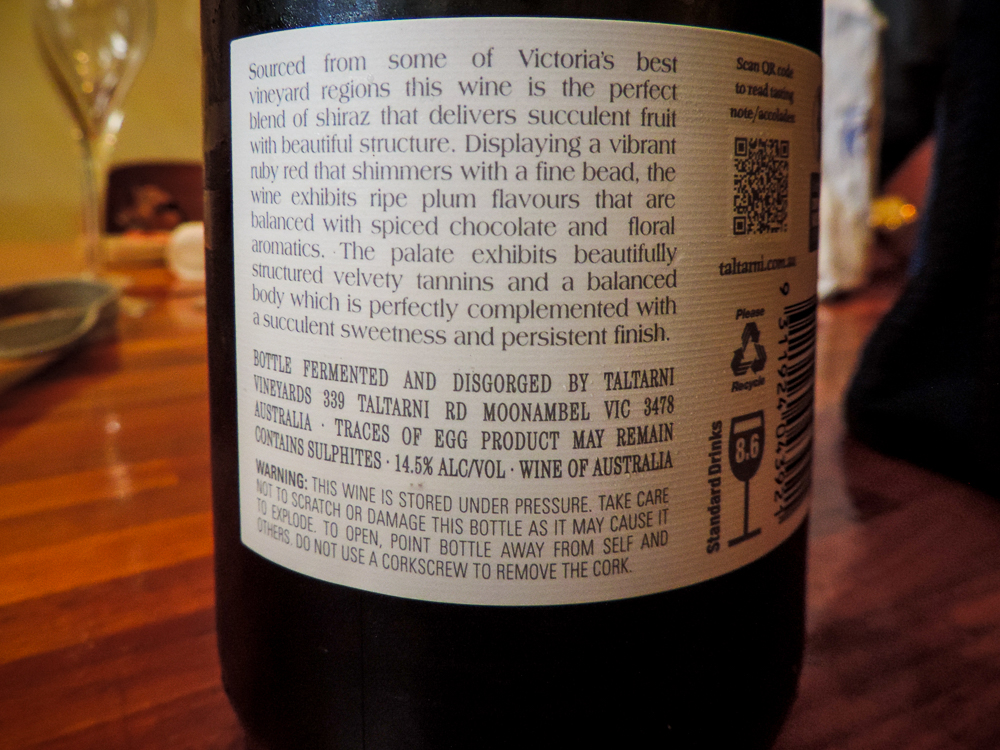 Sourced from some of Victoria's best
vineyard regions this wine is the perfect
blend of shiraz that delivers succulent fruit
with beautiful structure. Displaying a vibrant
ruby red that shimmers with a fine bead, the
wine exhibits ripe plum flavours that are
balanced with spiced chocolate and floral
aromatics. The palate exhibits beautifully
structured velvety tannins and a balanced
body which is perfectly complemented with
a succulent sweetness and persistent finish.
BOTTLE FERMENTED AND DISGORGED BY TALTARNI
VINEYARDS 339 TALTARNI RD MOONAMBEL VIC 3478
AUSTRALIA · TRACES OF EGG PRODUCT MAY REMAIN
CONTAINS SULPHITES · 14.5% ALC/VOL · WINE OF AUSTRALIA
WARNING: THIS WINE IS STORED UNDER PRESSURE. TAKE CARE
NOT TO SCRATCH OR DAMAGE THIS BOTTLE AS IT MAY CAUSE IT
TO EXPLODE. TO OPEN, POINT BOTTLE AWAY FROM SELF AND
OTHERS. DO NOT USE A CORKSCREW TO REMOVE THE CORK.
Scan QR code
to read tasting
note/accolades
taltarni.com.au
Please
Recycle
Standard Drinks
8.6